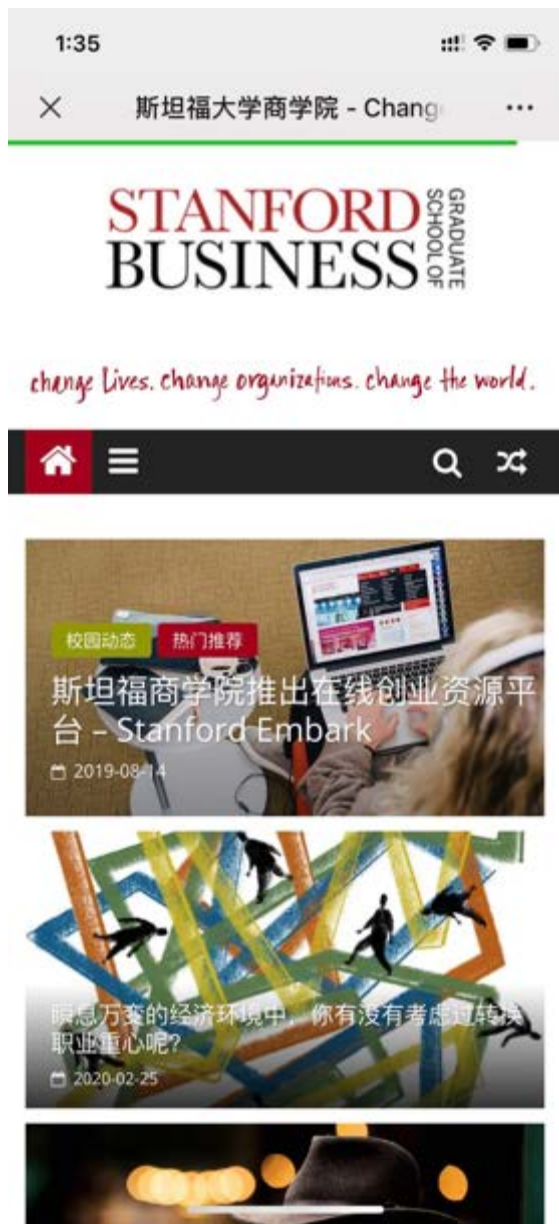 1:35
斯坦福大学商学院 - Chang
STANFORD
BUSINESS
GRADUATE
SCHOOL OF
change lives. change organizations. change the world.
校园动态 热门推荐
斯坦福商学院推出在线创业资源平
台 – Stanford Embark
2019-08-14
瞬息万变的经济环境中，你有没有考虑过转换
职业重心呢？
2020-02-25